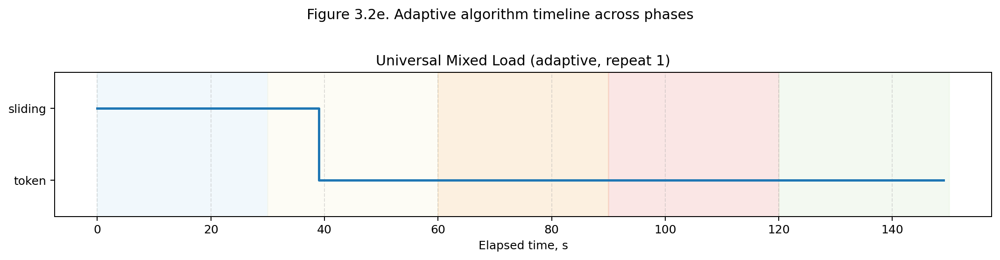 Figure 3.2e. Adaptive algorithm timeline across phases
Universal Mixed Load (adaptive, repeat 1)
sliding
token
0 20 40 60 80 100 120 140
Elapsed time, s